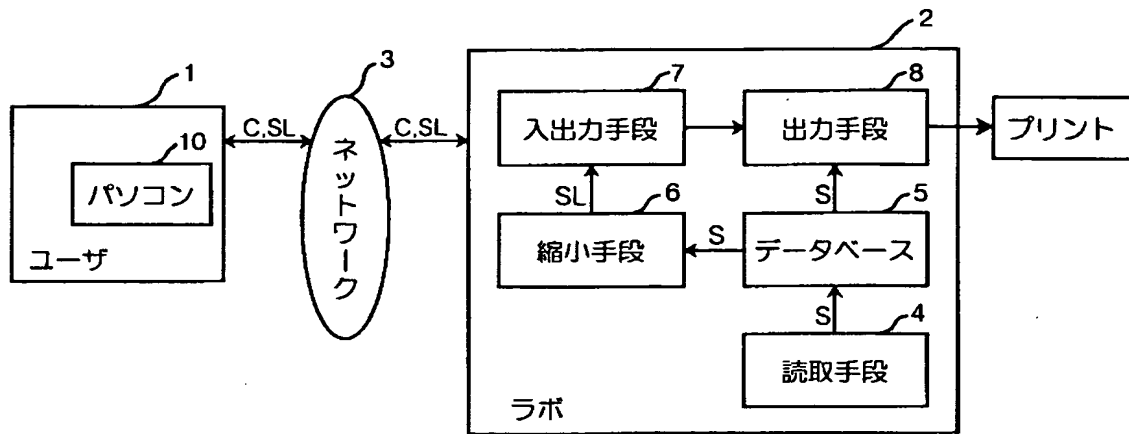 1
10
パソコン
ユーザ
C,SL
3
ネットワーク
C,SL
2
7
入出力手段
8
出力手段
プリント
SL
6
縮小手段
S
S
5
データベース
S
4
読取手段
ラボ